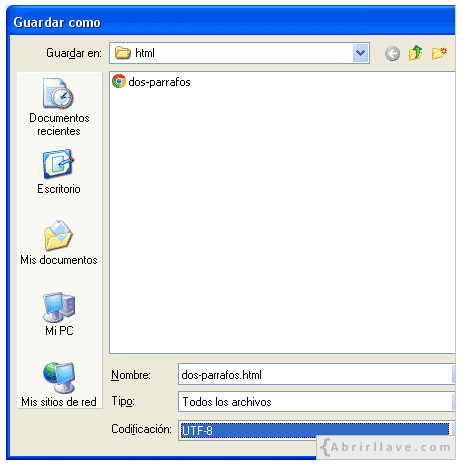 Guardar como
Guardar en: html
dos-parrafos
Documentos
recientes
Escritorio
Mis documentos
Mi PC
Mis sitios de red
Nombre: dos-parrafos.html
Tipo: Todos los archivos
Codificación: UTF-8
{Abrirllave.com